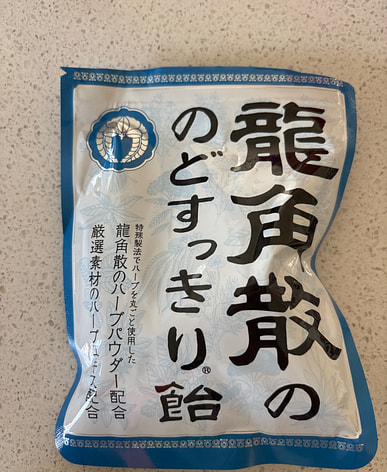 龍角散の
のどすっきり®飴
特殊製法でハーブを丸ごと使用した
龍角散のハーブパウダー配合
厳選素材のハーブエキス配合